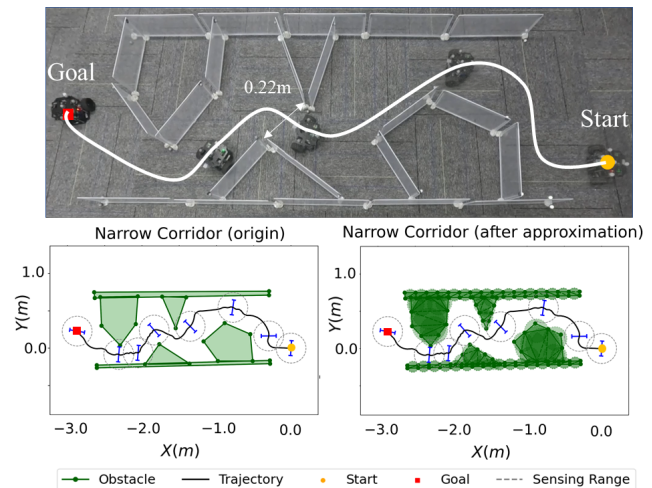 Goal
0.22m
Start
Narrow Corridor (origin)
Narrow Corridor (after approximation)
Y(m)
1.0
0.0
-3.0
-2.0
-1.0
0.0
X(m)
Y(m)
1.0
0.0
-3.0
-2.0
-1.0
0.0
X(m)
Obstacle
Trajectory
Start
Goal
Sensing Range